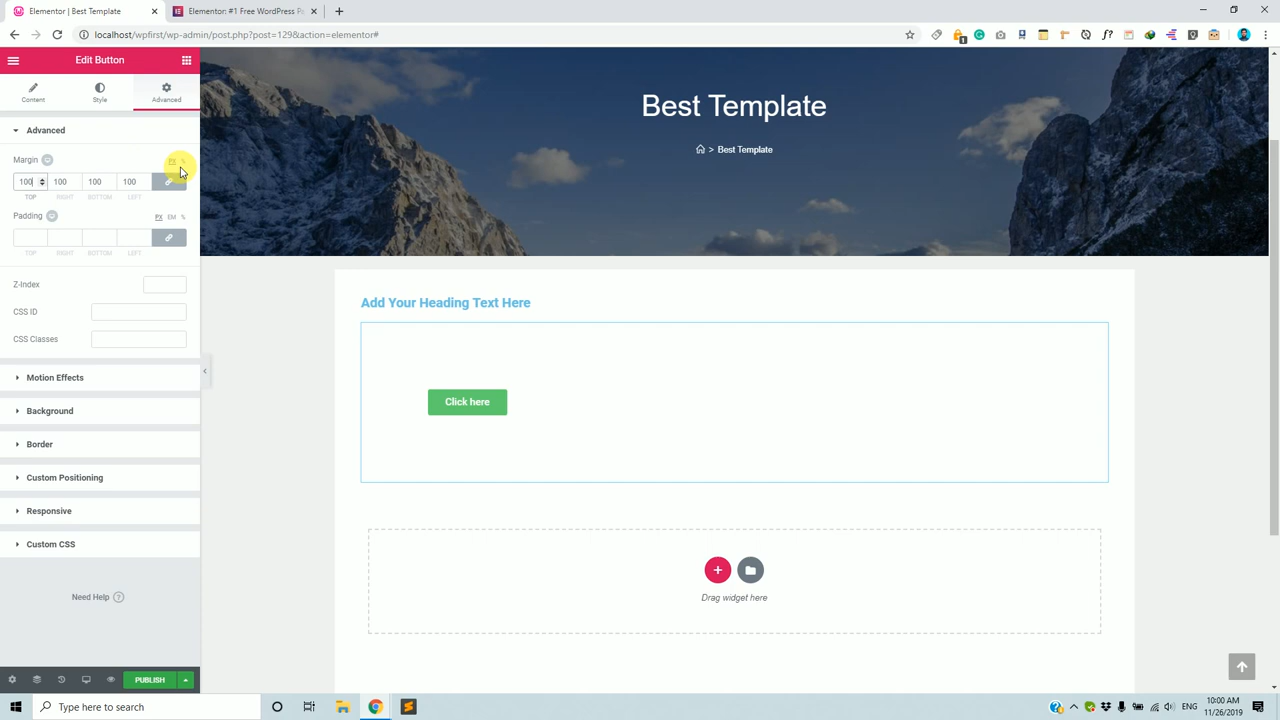 Elementor | Best Template
Elementor: #1 Free WordPress Pa
localhost/wpfirst/wp-admin/post.php?post=129&action=elementor#
1
Edit Button
Content
Style
Advanced
Advanced
Margin
PX %
100 100 100 100
TOP RIGHT BOTTOM LEFT
Padding
PX EM %
TOP RIGHT BOTTOM LEFT
Z-Index
CSS ID
CSS Classes
Motion Effects
Background
Border
Custom Positioning
Responsive
Custom CSS
Need Help ?
PUBLISH
Best Template
> Best Template
Add Your Heading Text Here
Click here
Drag widget here
Type here to search
ENG
10:00 AM
11/26/2019